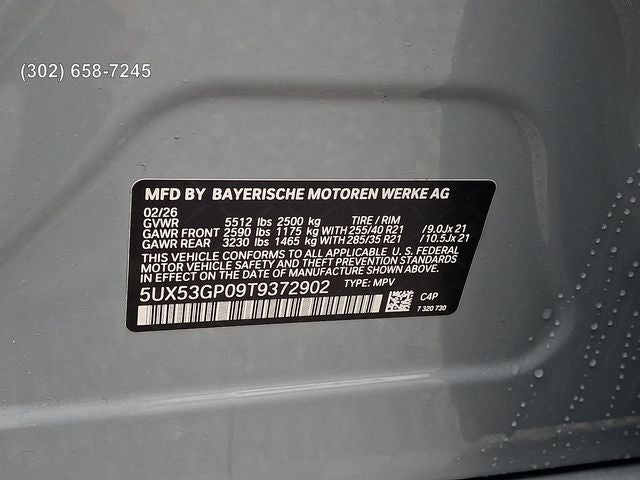 (302) 658-7245
MFD BY BAYERISCHE MOTOREN WERKE AG
02/26
GVWR 5512 lbs 2500 kg TIRE / RIM
GAWR FRONT 2590 lbs 1175 kg WITH 255/40 R21 / 9.0Jx 21
GAWR REAR 3230 lbs 1465 kg WITH 285/35 R21 / 10.5Jx 21
THIS VEHICLE CONFORMS TO ALL APPLICABLE U. S. FEDERAL
MOTOR VEHICLE SAFETY AND THEFT PREVENTION STANDARDS
IN EFFECT ON THE DATE OF MANUFACTURE SHOWN ABOVE.
5UX53GP09T9372902 TYPE: MPV
C4P
7 320 730